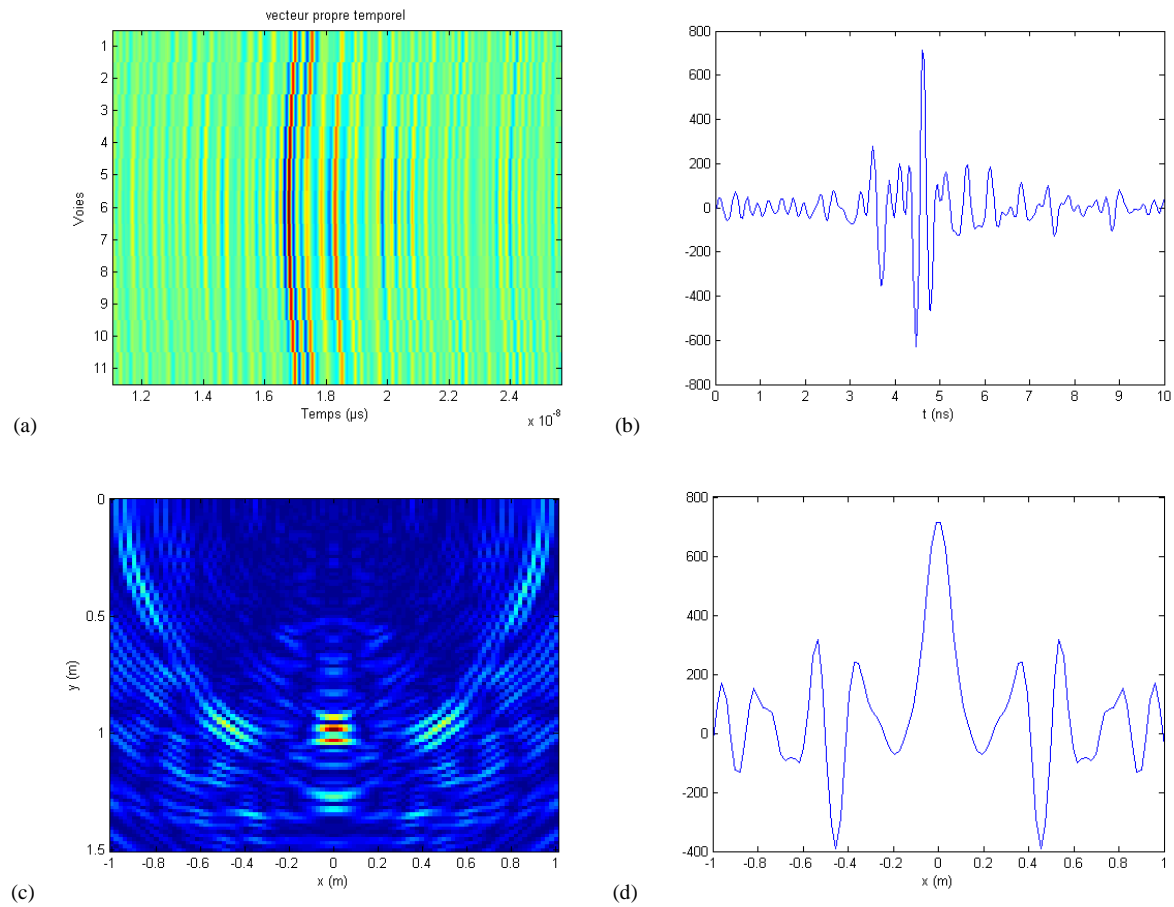 vecteur propre temporel
Voies
1
2
3
4
5
6
7
8
9
10
11
1.2 1.4 1.6 1.8 2 2.2 2.4
Temps (µs)
x 10⁻⁸
(a)
800
600
400
200
0
-200
-400
-600
-800
0 1 2 3 4 5 6 7 8 9 10
t (ns)
(b)
y (m)
0
0.5
1
1.5
-1 -0.8 -0.6 -0.4 -0.2 0 0.2 0.4 0.6 0.8 1
x (m)
(c)
800
600
400
200
0
-200
-400
-1 -0.8 -0.6 -0.4 -0.2 0 0.2 0.4 0.6 0.8 1
x (m)
(d)